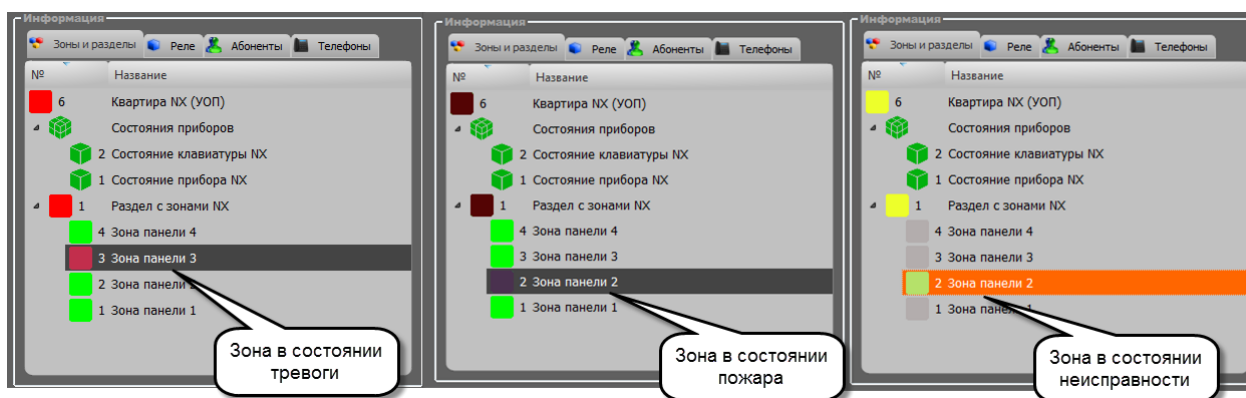 Информация
Зоны и разделы Реле Абоненты Телефоны
№ Название
6 Квартира NX (УОП)
Состояния приборов
2 Состояние клавиатуры NX
1 Состояние прибора NX
1 Раздел с зонами NX
4 Зона панели 4
3 Зона панели 3
2 Зона панели
1 Зона панели 1
Зона в состоянии
тревоги
Информация
Зоны и разделы Реле Абоненты Телефоны
№ Название
6 Квартира NX (УОП)
Состояния приборов
2 Состояние клавиатуры NX
1 Состояние прибора NX
1 Раздел с зонами NX
4 Зона панели 4
3 Зона панели 3
2 Зона панели 2
1 Зона панели 1
Зона в состоянии
пожара
Информация
Зоны и разделы Реле Абоненты Телефоны
№ Название
6 Квартира NX (УОП)
Состояния приборов
2 Состояние клавиатуры NX
1 Состояние прибора NX
1 Раздел с зонами NX
4 Зона панели 4
3 Зона панели 3
2 Зона панели 2
1 Зона 1
Зона в состоянии
неисправности